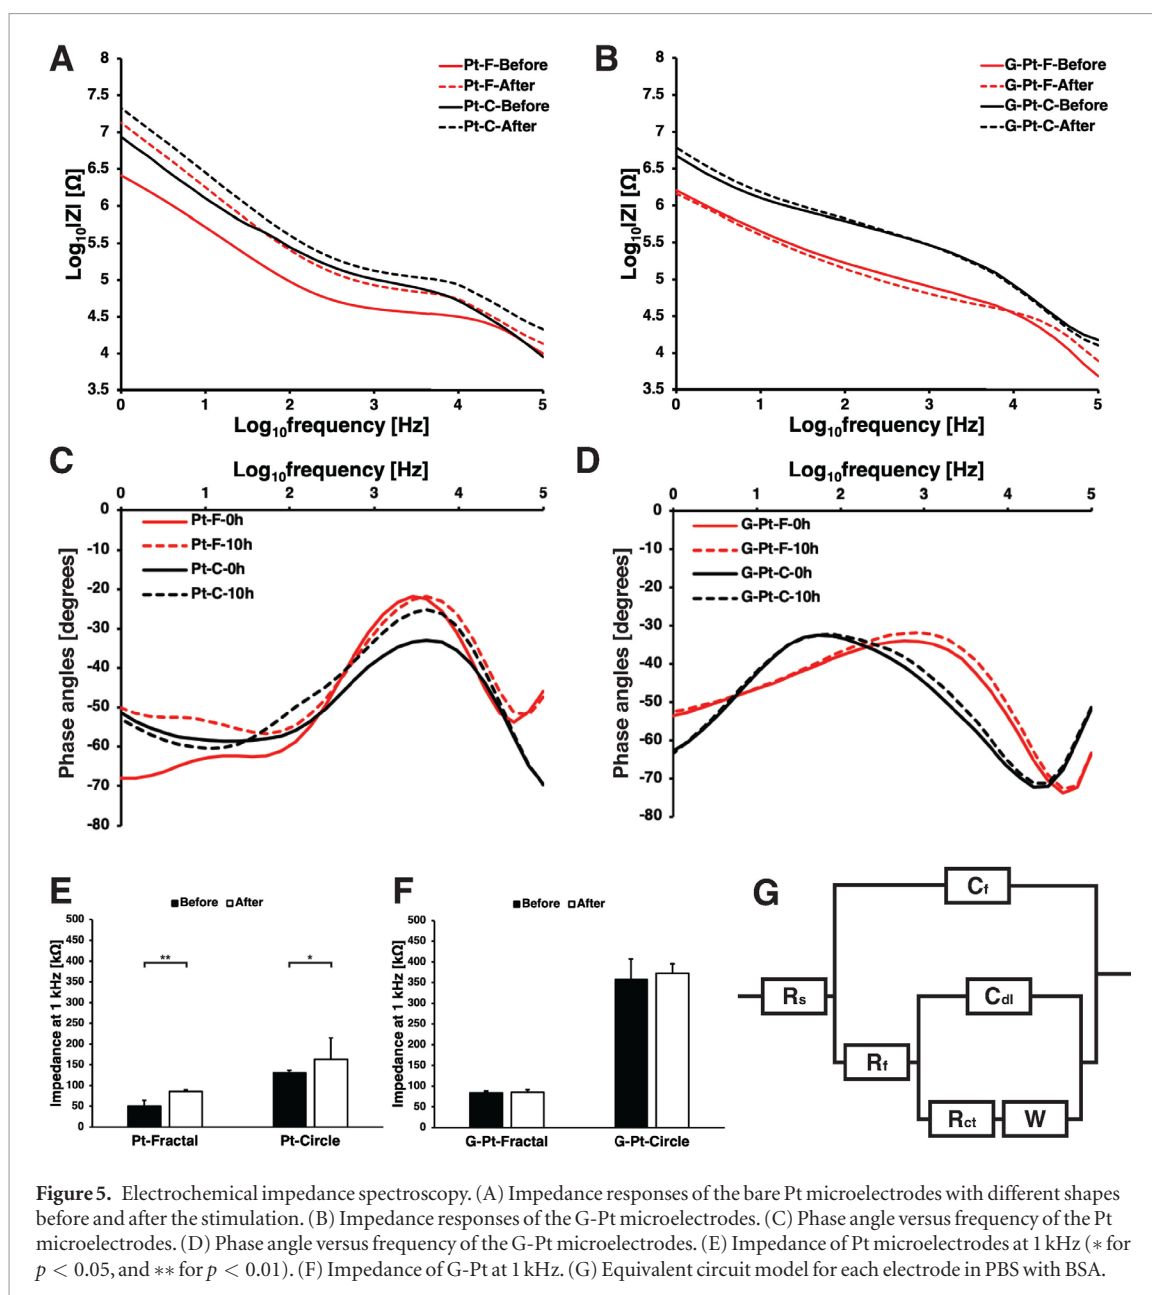 A
8
7.5
7
6.5
6
5.5
5
4.5
4
3.5
Log10|Z| [Ω]
0 1 2 3 4 5
Log10frequency [Hz]
Pt-F-Before
Pt-F-After
Pt-C-Before
Pt-C-After
B
8
7.5
7
6.5
6
5.5
5
4.5
4
3.5
Log10|Z| [Ω]
0 1 2 3 4 5
Log10frequency [Hz]
G-Pt-F-Before
G-Pt-F-After
G-Pt-C-Before
G-Pt-C-After
C
Log10frequency [Hz]
0 1 2 3 4 5
0
-10
-20
-30
-40
-50
-60
-70
-80
Phase angles [degrees]
Pt-F-0h
Pt-F-10h
Pt-C-0h
Pt-C-10h
D
Log10frequency [Hz]
0 1 2 3 4 5
0
-10
-20
-30
-40
-50
-60
-70
-80
Phase angles [degrees]
G-Pt-F-0h
G-Pt-F-10h
G-Pt-C-0h
G-Pt-C-10h
E
Before After
500
450
400
350
300
250
200
150
100
50
0
Impedance at 1 kHz [kΩ]
** *
Pt-Fractal Pt-Circle
F
Before After
500
450
400
350
300
250
200
150
100
50
0
Impedance at 1 kHz [kΩ]
G-Pt-Fractal G-Pt-Circle
G
Cf
Rs
Cdl
Rf
Rct W
Figure 5. Electrochemical impedance spectroscopy. (A) Impedance responses of the bare Pt microelectrodes with different shapes
before and after the stimulation. (B) Impedance responses of the G-Pt microelectrodes. (C) Phase angle versus frequency of the Pt
microelectrodes. (D) Phase angle versus frequency of the G-Pt microelectrodes. (E) Impedance of Pt microelectrodes at 1 kHz (* for
p < 0.05, and ** for p < 0.01). (F) Impedance of G-Pt at 1 kHz. (G) Equivalent circuit model for each electrode in PBS with BSA.